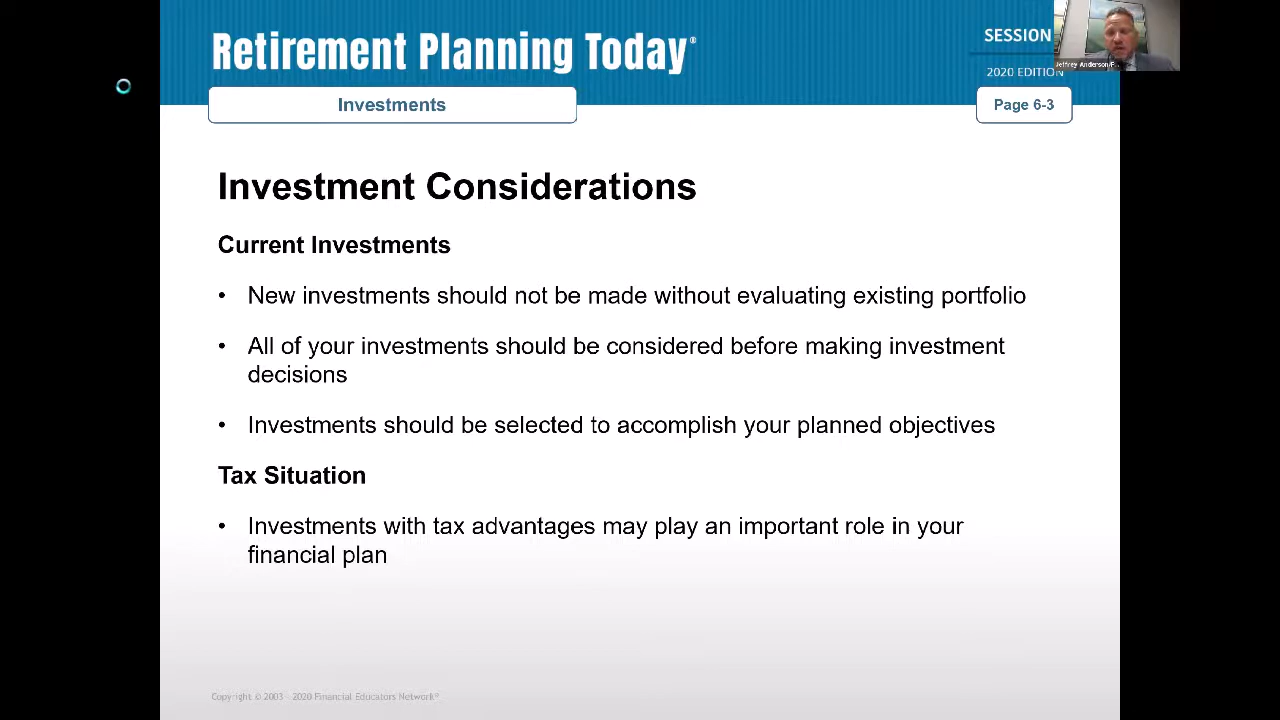 Retirement Planning Today®
SESSION
Jeffrey Anderson/F...
2020 EDITION
Investments
Page 6-3
Investment Considerations
Current Investments
• New investments should not be made without evaluating existing portfolio
• All of your investments should be considered before making investment
decisions
• Investments should be selected to accomplish your planned objectives
Tax Situation
• Investments with tax advantages may play an important role in your
financial plan
Copyright © 2003 - 2020 Financial Educators Network®